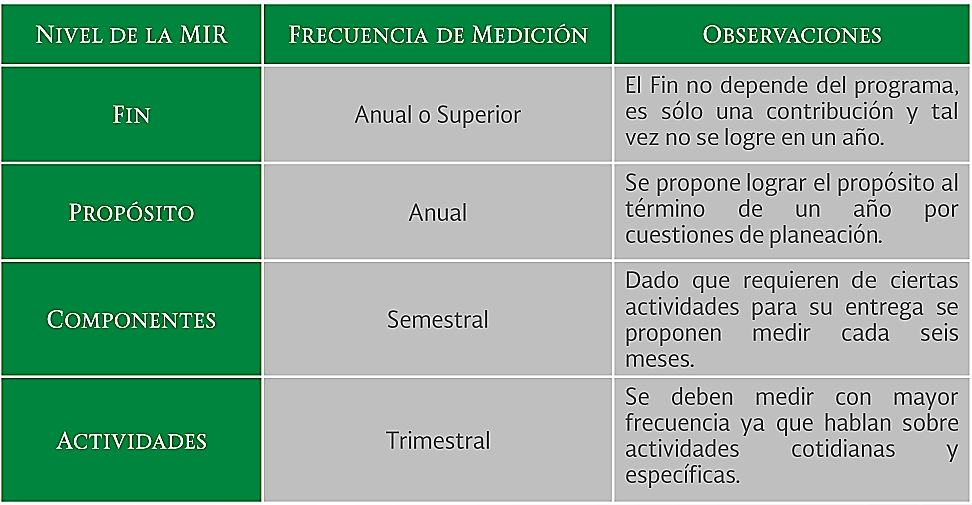 NIVEL DE LA MIR
FRECUENCIA DE MEDICIÓN
OBSERVACIONES
FIN
Anual o Superior
El Fin no depende del programa,
es sólo una contribución y tal
vez no se logre en un año.
PROPÓSITO
Anual
Se propone lograr el propósito al
término de un año por
cuestiones de planeación.
COMPONENTES
Semestral
Dado que requieren de ciertas
actividades para su entrega se
proponen medir cada seis
meses.
ACTIVIDADES
Trimestral
Se deben medir con mayor
frecuencia ya que hablan sobre
actividades cotidianas y
específicas.